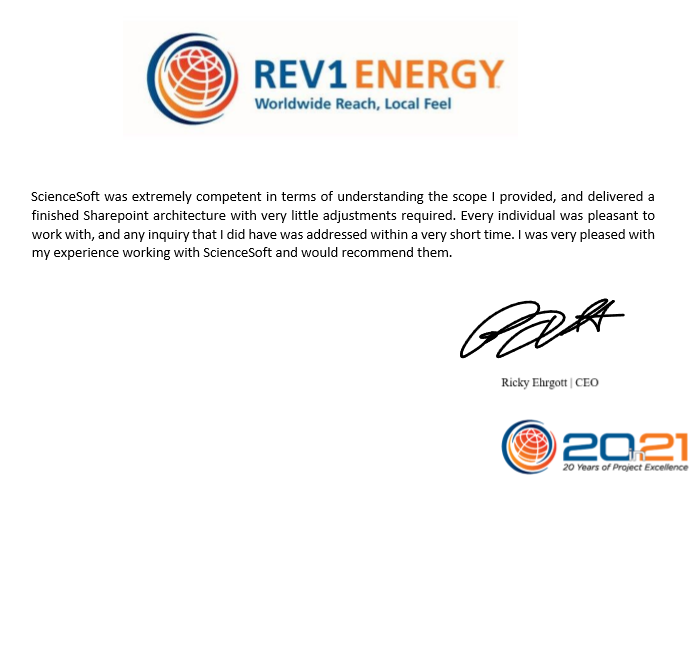 REV1 ENERGY
Worldwide Reach, Local Feel
ScienceSoft was extremely competent in terms of understanding the scope I provided, and delivered a
finished Sharepoint architecture with very little adjustments required. Every individual was pleasant to
work with, and any inquiry that I did have was addressed within a very short time. I was very pleased with
my experience working with ScienceSoft and would recommend them.
Ricky Ehrgott | CEO
20in21
20 Years of Project Excellence